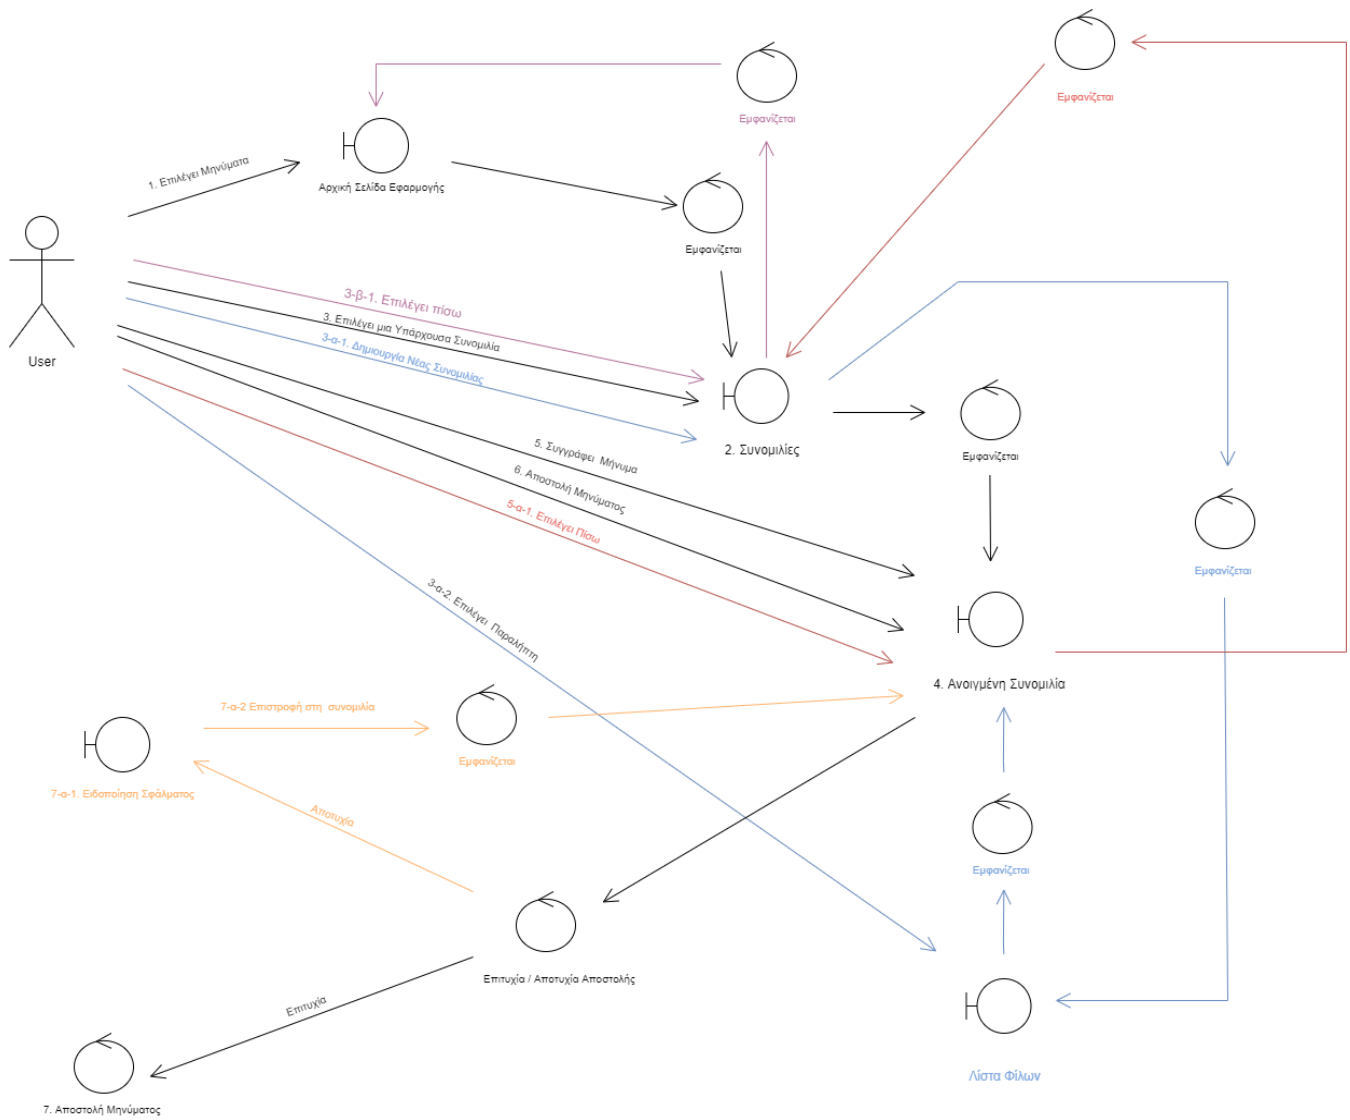 Εμφανίζεται
Εμφανίζεται
1. Επιλέγει Μηνύματα
Αρχική Σελίδα Εφαρμογής
Εμφανίζεται
User
3-β-1. Επιλέγει πίσω
3. Επιλέγει μια Υπάρχουσα Συνομιλία
3-α-1. Δημιουργία Νέας Συνομιλίας
2. Συνομιλίες
5. Συγγράφει Μήνυμα
6. Αποστολή Μηνύματος
5-α-1. Επιλέγει Πίσω
Εμφανίζεται
Εμφανίζεται
3-α-2. Επιλέγει Παραλήπτη
4. Ανοιγμένη Συνομιλία
7-α-2 Επιστροφή στη συνομιλία
Εμφανίζεται
7-α-1. Ειδοποίηση Σφάλματος
Αποτυχία
Εμφανίζεται
Επιτυχία / Αποτυχία Αποστολής
Επιτυχία
Λίστα Φίλων
7. Αποστολή Μηνύματος